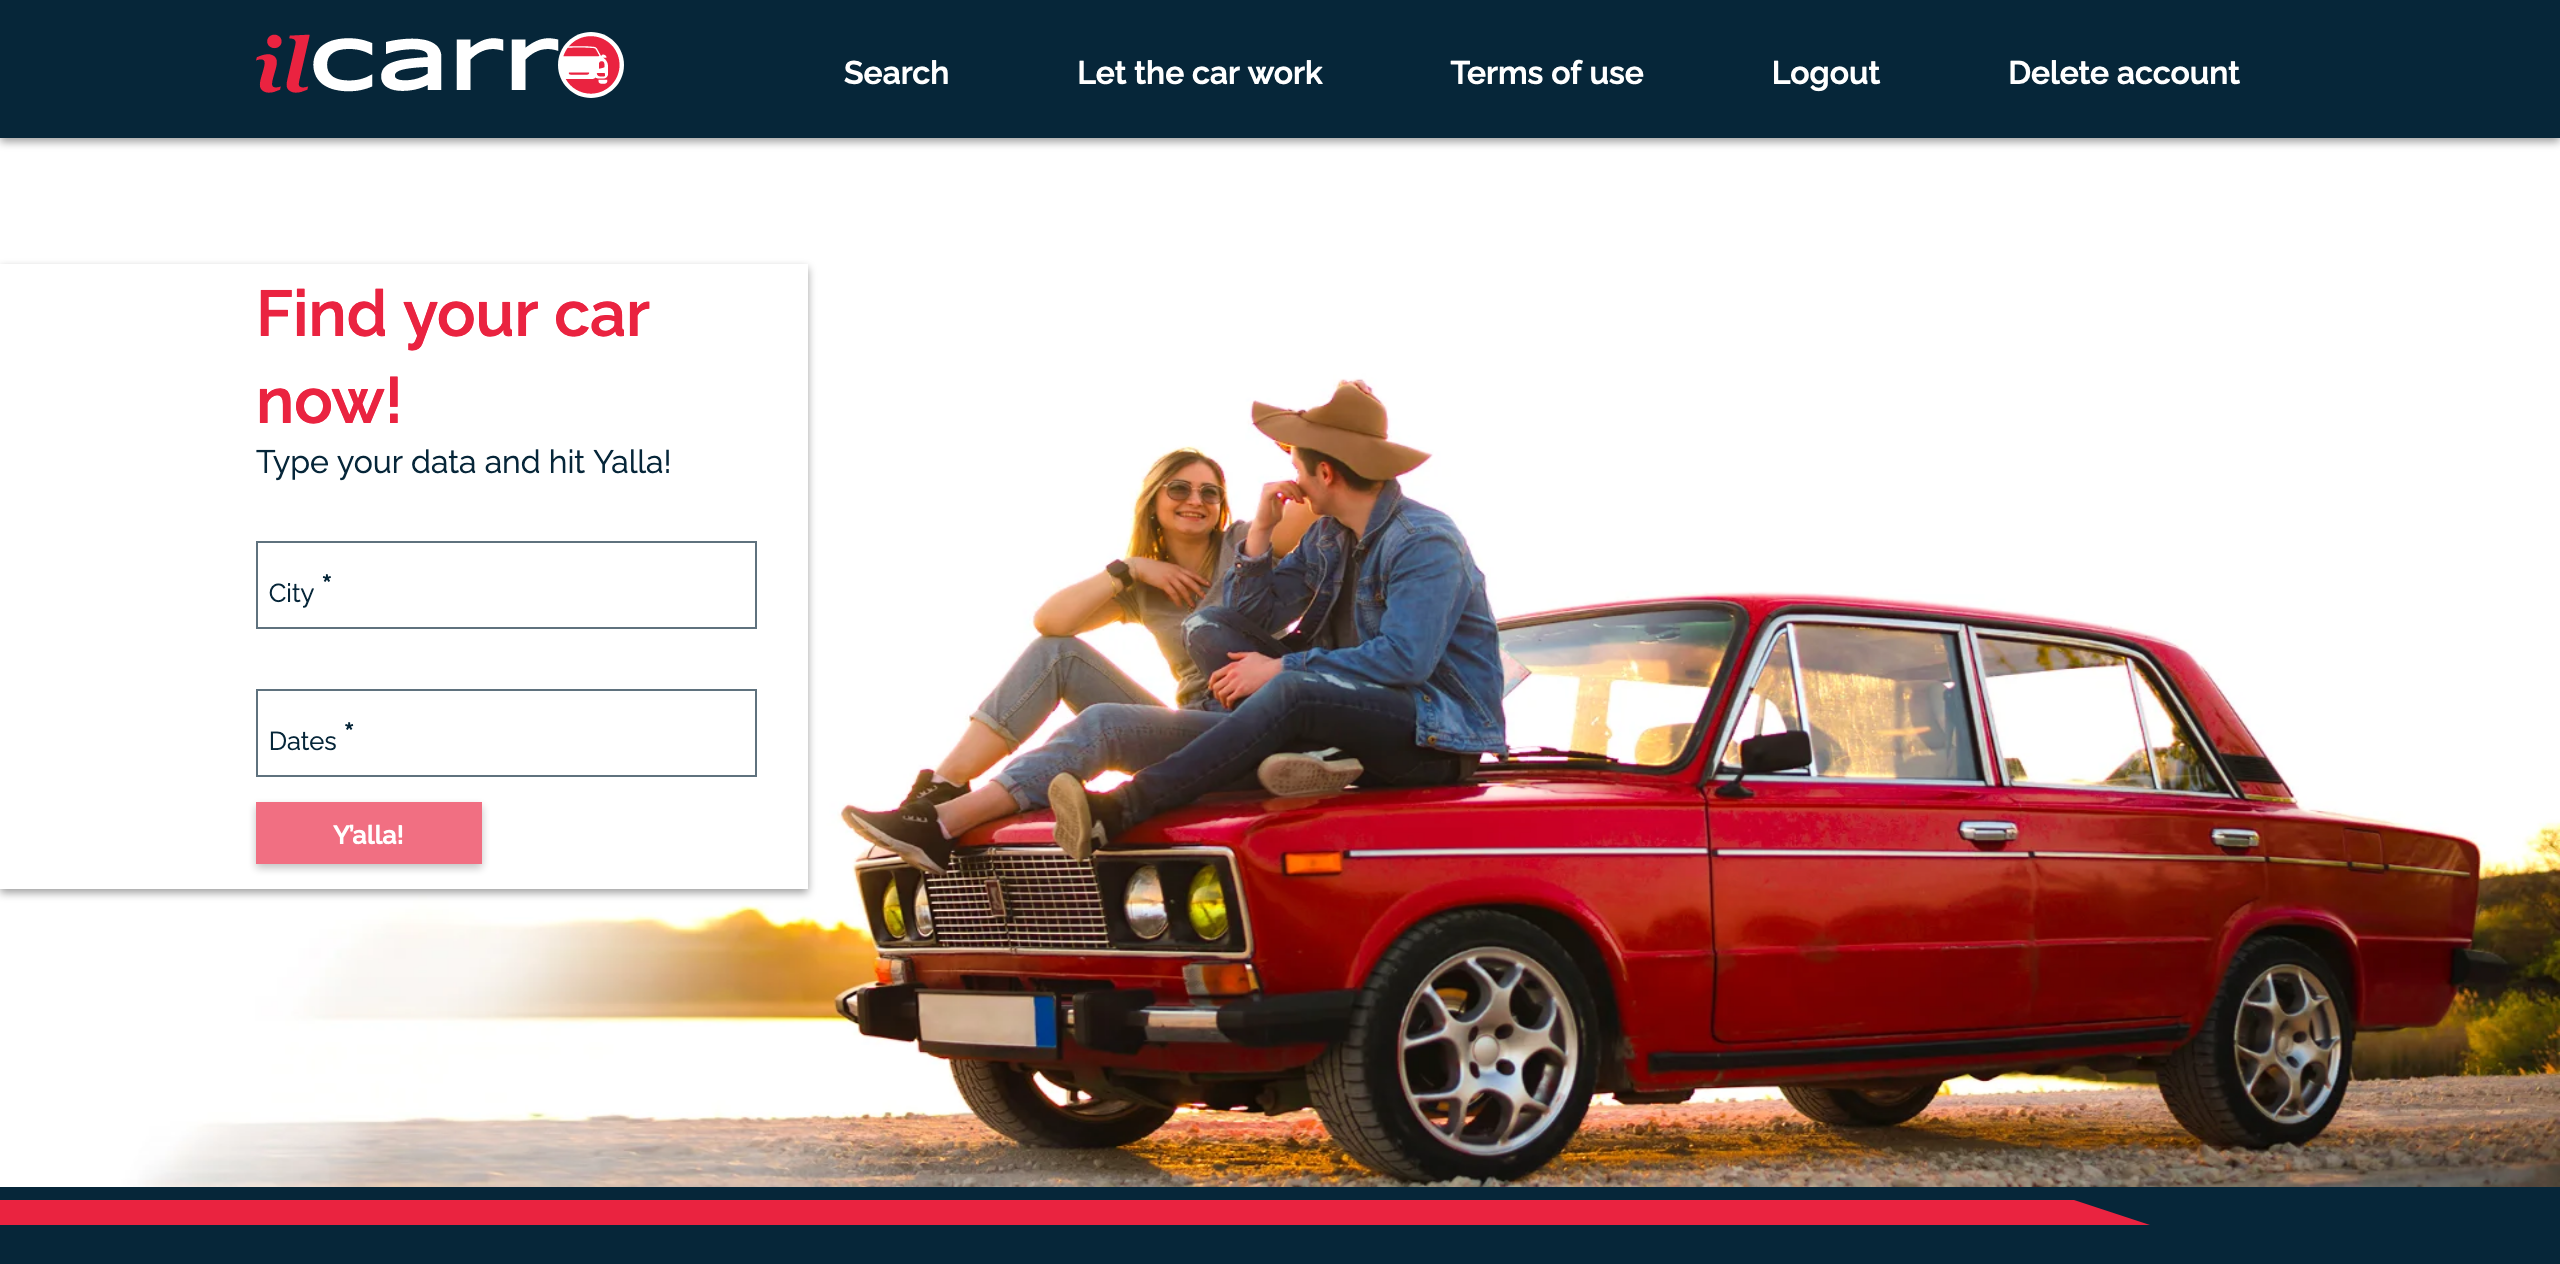 ilcarro
Search
Let the car work
Terms of use
Logout
Delete account
Find your car
now!
Type your data and hit Yalla!
City *
Dates *
Y'alla!